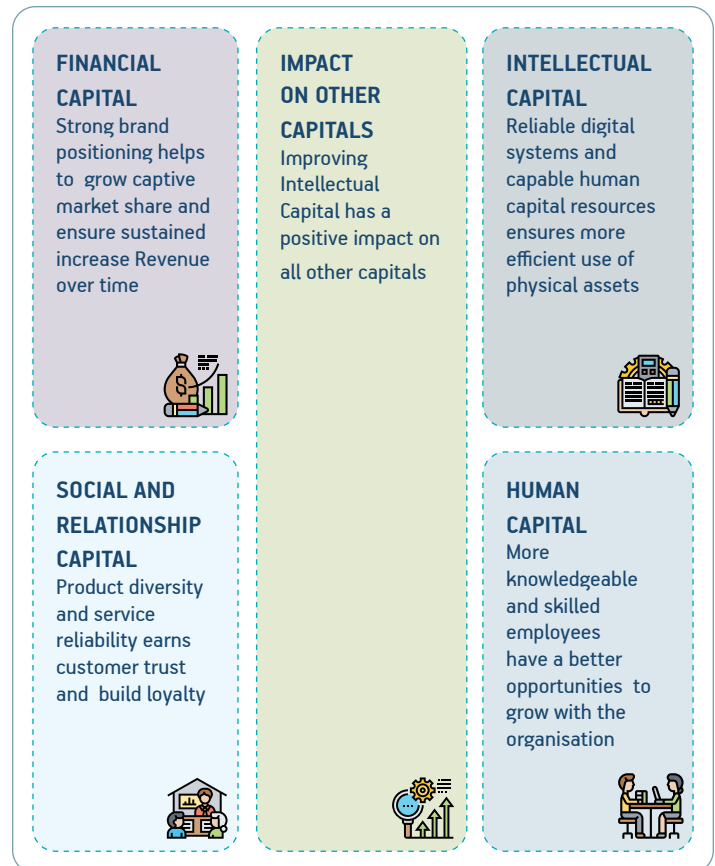 FINANCIAL
CAPITAL
Strong brand
positioning helps
to  grow captive
market share and
ensure sustained
increase Revenue
over time
IMPACT
ON OTHER
CAPITALS
Improving
Intellectual
Capital has a
positive impact on
all other capitals
INTELLECTUAL
CAPITAL
Reliable digital
systems and
capable human
capital resources
ensures more
efficient use of
physical assets
SOCIAL AND
RELATIONSHIP
CAPITAL
Product diversity
and service
reliability earns
customer trust
and  build loyalty
HUMAN
CAPITAL
More
knowledgeable
and skilled
employees
have a better
opportunities  to
grow with the
organisation